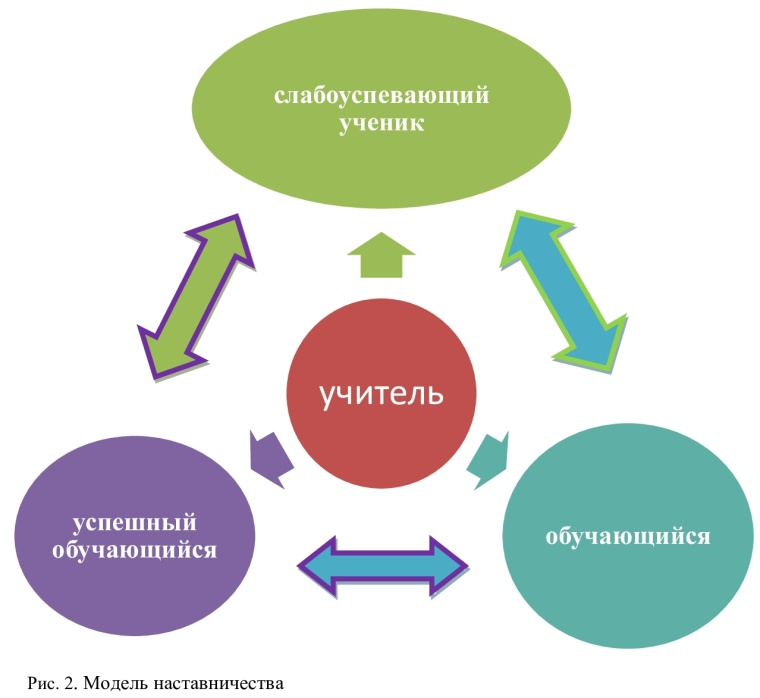 слабоуспевающий
ученик
учитель
успешный
обучающийся
обучающийся
Рис. 2. Модель наставничества